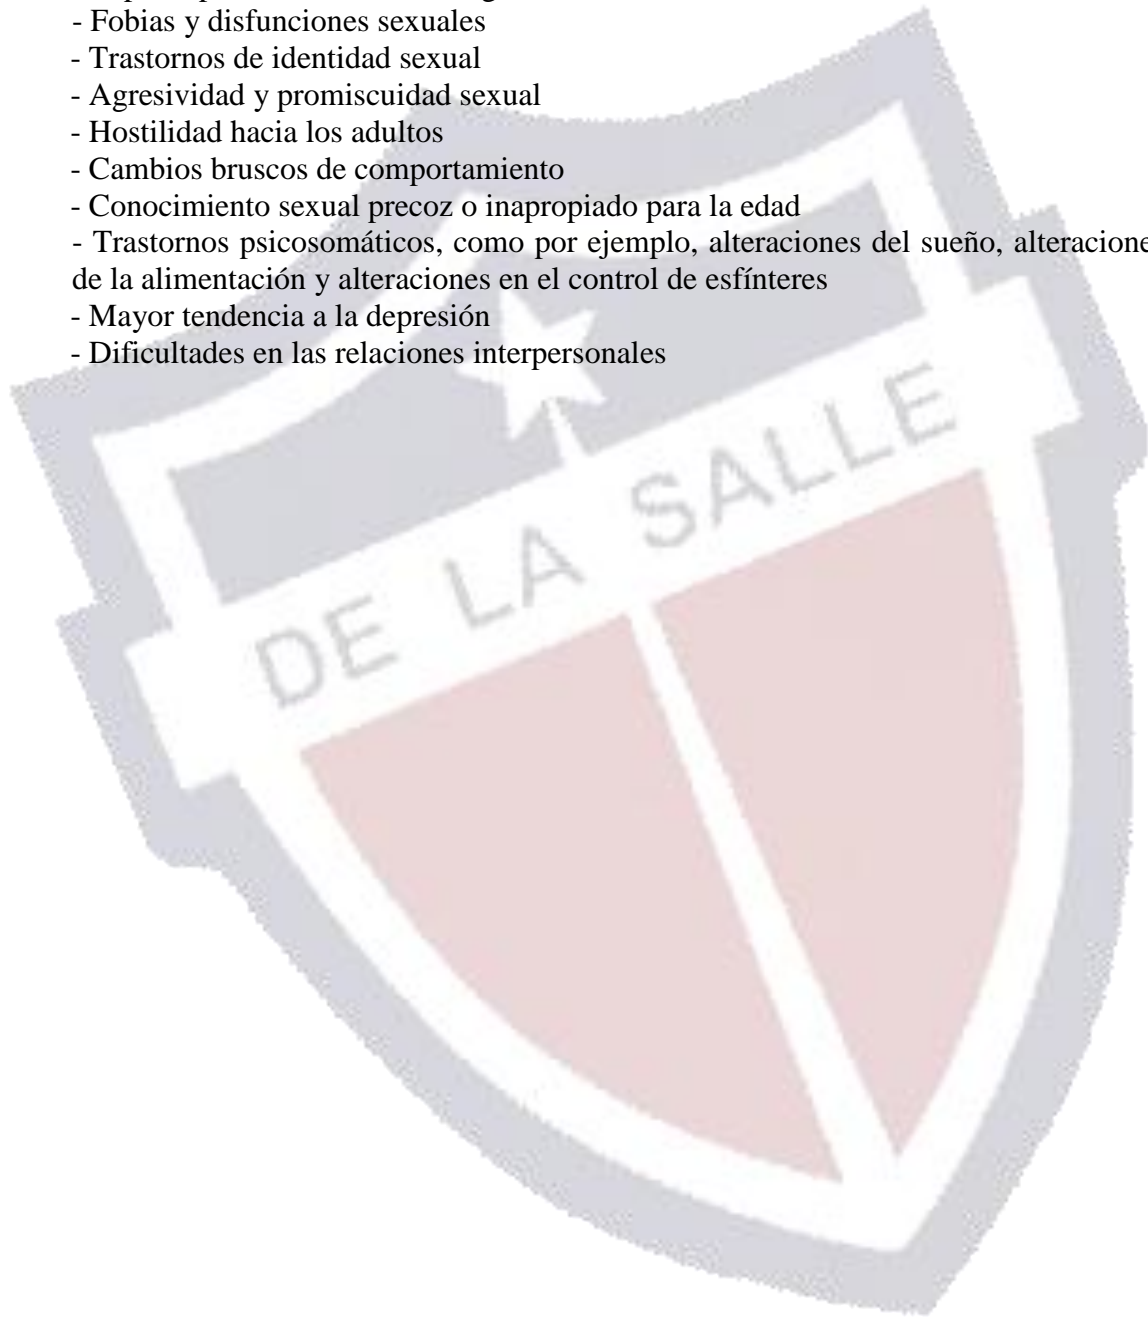 - Fobias y disfunciones sexuales
- Trastornos de identidad sexual
- Agresividad y promiscuidad sexual
- Hostilidad hacia los adultos
- Cambios bruscos de comportamiento
- Conocimiento sexual precoz o inapropiado para la edad
- Trastornos psicosomáticos, como por ejemplo, alteraciones del sueño, alteracione
de la alimentación y alteraciones en el control de esfínteres
- Mayor tendencia a la depresión
- Dificultades en las relaciones interpersonales
DE LA SALLE